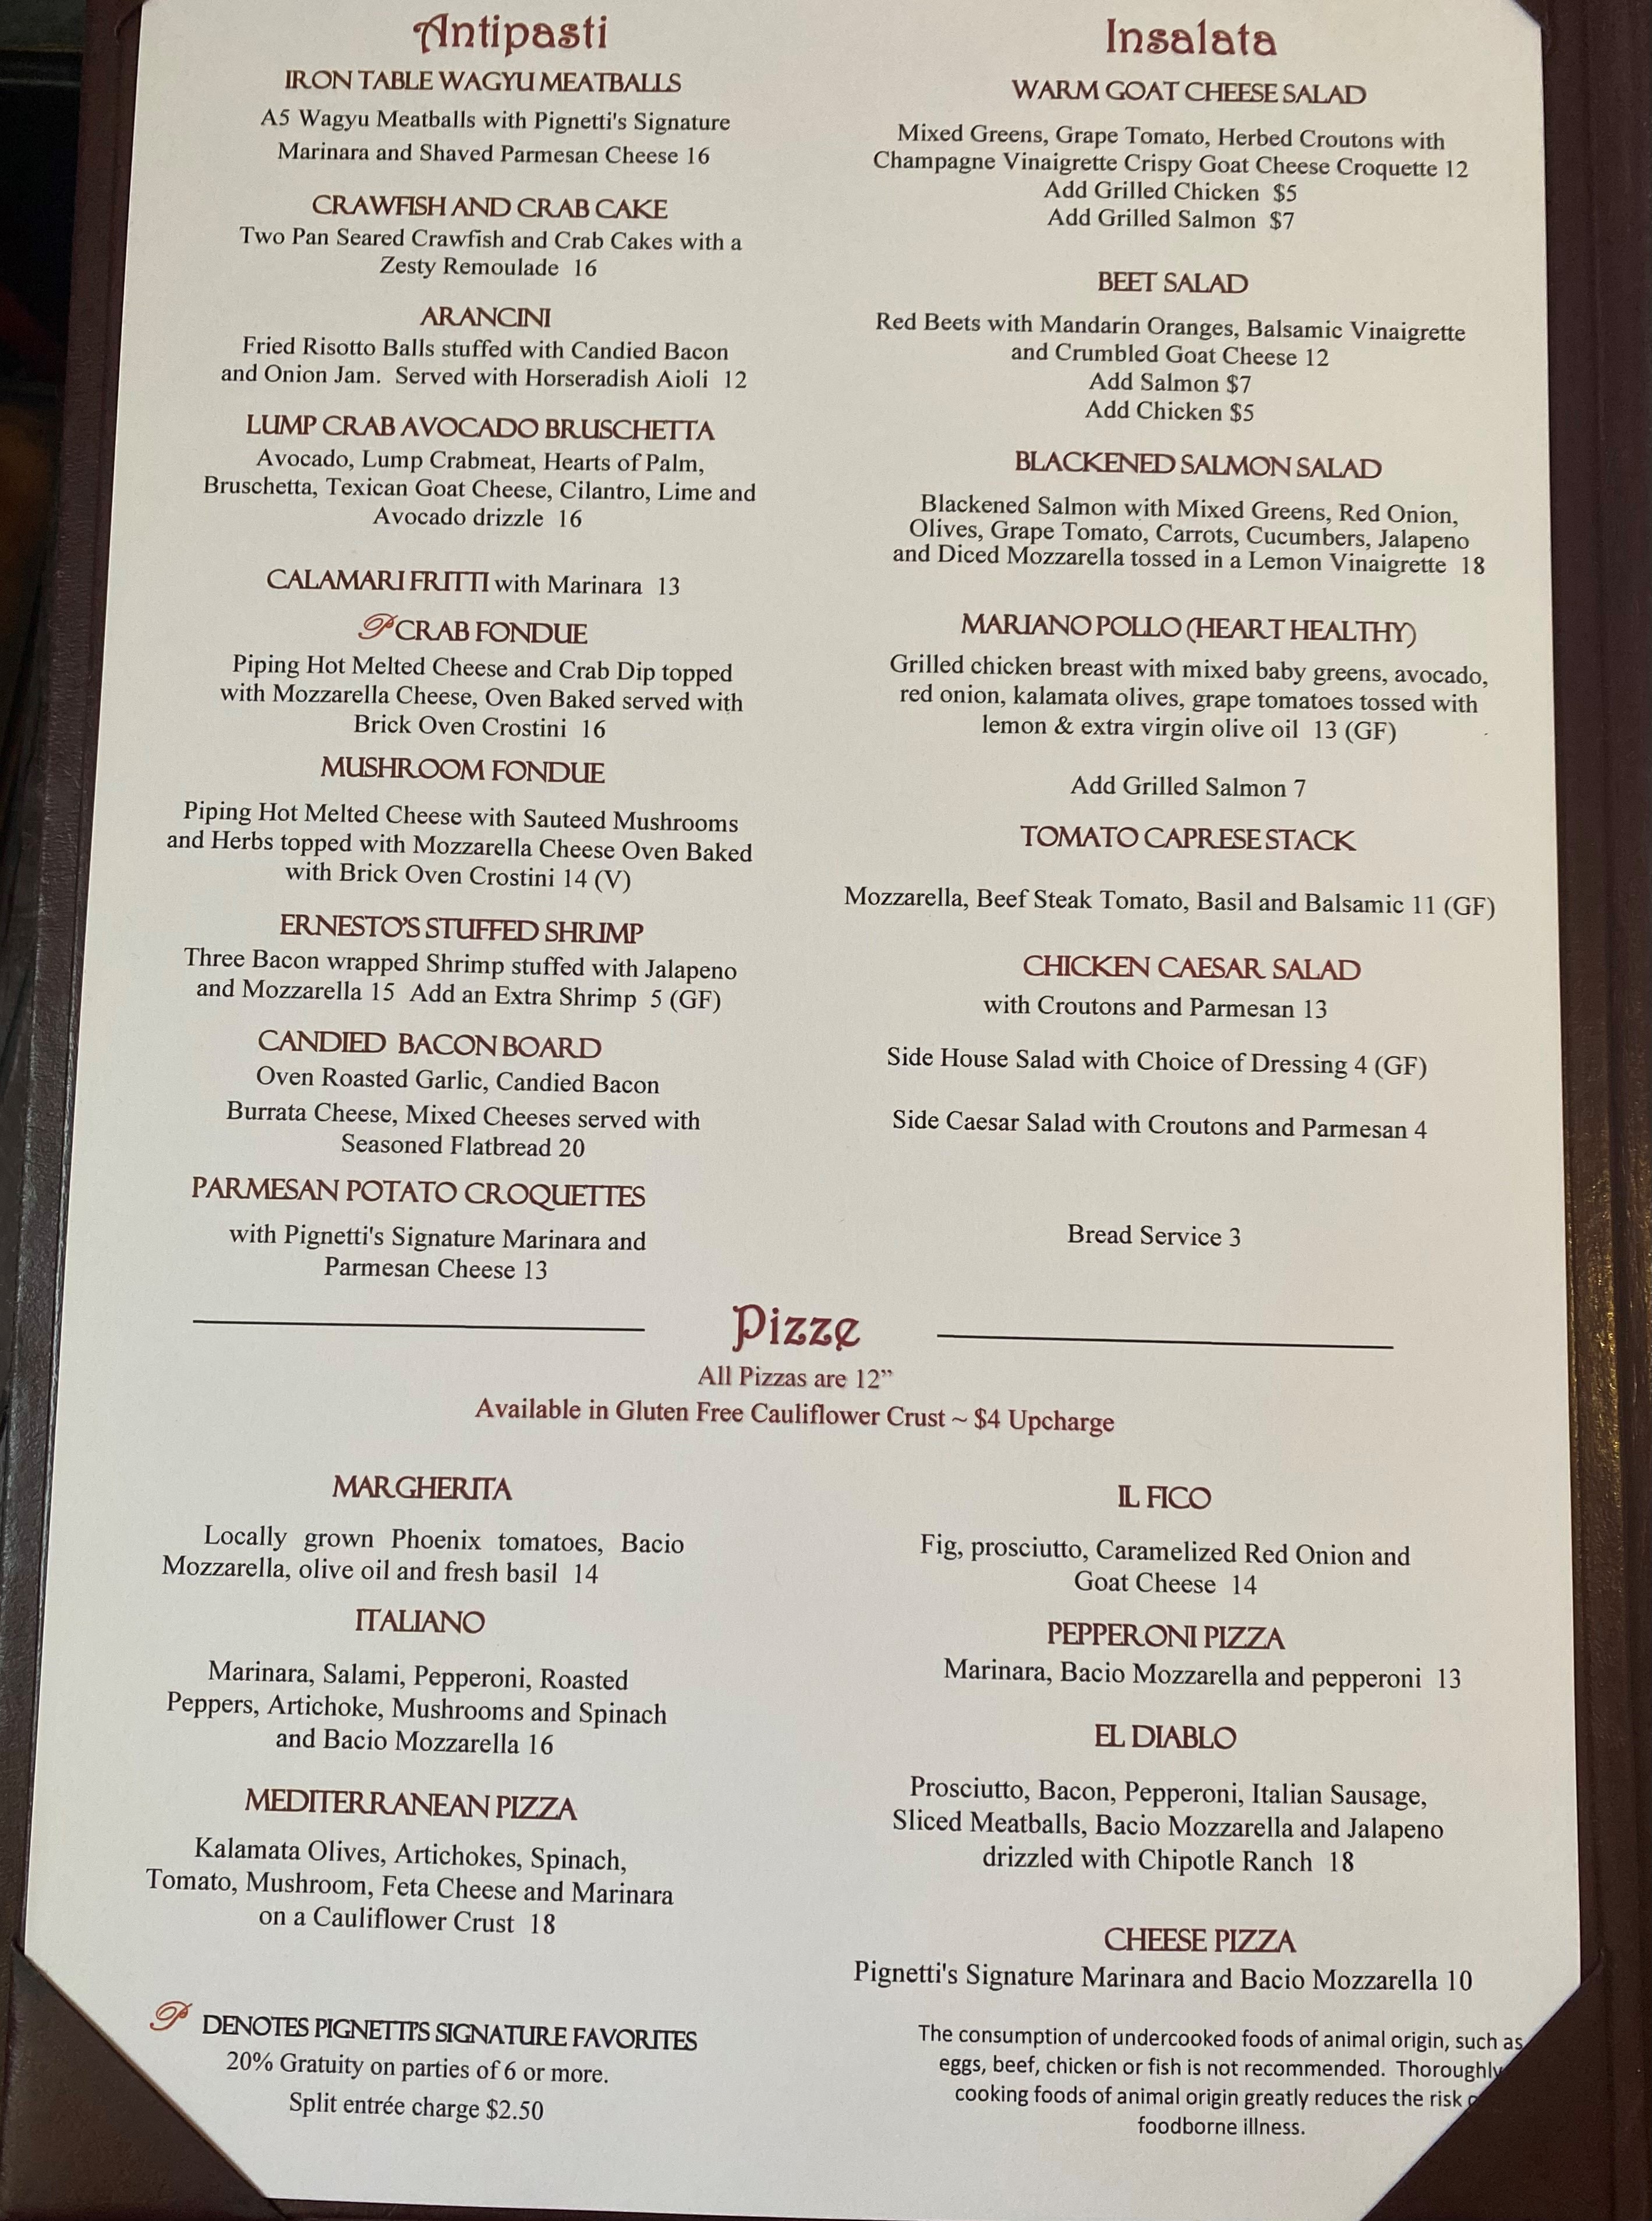 Antipasti
IRON TABLE WAGYU MEATBALLS
A5 Wagyu Meatballs with Pignetti's Signature
Marinara and Shaved Parmesan Cheese 16
CRAWFISH AND CRAB CAKE
Two Pan Seared Crawfish and Crab Cakes with a
Zesty Remoulade 16
ARANCINI
Fried Risotto Balls stuffed with Candied Bacon
and Onion Jam. Served with Horseradish Aioli 12
LUMP CRAB AVOCADO BRUSCHETTA
Avocado, Lump Crabmeat, Hearts of Palm,
Bruschetta, Texican Goat Cheese, Cilantro, Lime and
Avocado drizzle 16
CALAMARI FRITTI with Marinara 13
P CRAB FONDUE
Piping Hot Melted Cheese and Crab Dip topped
with Mozzarella Cheese, Oven Baked served with
Brick Oven Crostini 16
MUSHROOM FONDUE
Piping Hot Melted Cheese with Sauteed Mushrooms
and Herbs topped with Mozzarella Cheese Oven Baked
with Brick Oven Crostini 14 (V)
ERNESTO'S STUFFED SHRIMP
Three Bacon wrapped Shrimp stuffed with Jalapeno
and Mozzarella 15 Add an Extra Shrimp 5 (GF)
CANDIED BACON BOARD
Oven Roasted Garlic, Candied Bacon
Burrata Cheese, Mixed Cheeses served with
Seasoned Flatbread 20
PARMESAN POTATO CROQUETTES
with Pignetti's Signature Marinara and
Parmesan Cheese 13
Insalata
WARM GOAT CHEESE SALAD
Mixed Greens, Grape Tomato, Herbed Croutons with
Champagne Vinaigrette Crispy Goat Cheese Croquette 12
Add Grilled Chicken $5
Add Grilled Salmon $7
BEET SALAD
Red Beets with Mandarin Oranges, Balsamic Vinaigrette
and Crumbled Goat Cheese 12
Add Salmon $7
Add Chicken $5
BLACKENED SALMON SALAD
Blackened Salmon with Mixed Greens, Red Onion,
Olives, Grape Tomato, Carrots, Cucumbers, Jalapeno
and Diced Mozzarella tossed in a Lemon Vinaigrette 18
MARIANO POLLO (HEART HEALTHY)
Grilled chicken breast with mixed baby greens, avocado,
red onion, kalamata olives, grape tomatoes tossed with
lemon & extra virgin olive oil 13 (GF)
Add Grilled Salmon 7
TOMATO CAPRESE STACK
Mozzarella, Beef Steak Tomato, Basil and Balsamic 11 (GF)
CHICKEN CAESAR SALAD
with Croutons and Parmesan 13
Side House Salad with Choice of Dressing 4 (GF)
Side Caesar Salad with Croutons and Parmesan 4
Bread Service 3
Pizze
All Pizzas are 12”
Available in Gluten Free Cauliflower Crust ~ $4 Upcharge
MARGHERITA
Locally grown Phoenix tomatoes, Bacio
Mozzarella, olive oil and fresh basil 14
ITALIANO
Marinara, Salami, Pepperoni, Roasted
Peppers, Artichoke, Mushrooms and Spinach
and Bacio Mozzarella 16
MEDITERRANEAN PIZZA
Kalamata Olives, Artichokes, Spinach,
Tomato, Mushroom, Feta Cheese and Marinara
on a Cauliflower Crust 18
IL FICO
Fig, prosciutto, Caramelized Red Onion and
Goat Cheese 14
PEPPERONI PIZZA
Marinara, Bacio Mozzarella and pepperoni 13
EL DIABLO
Prosciutto, Bacon, Pepperoni, Italian Sausage,
Sliced Meatballs, Bacio Mozzarella and Jalapeno
drizzled with Chipotle Ranch 18
CHEESE PIZZA
Pignetti's Signature Marinara and Bacio Mozzarella 10
P DENOTES PIGNETTI'S SIGNATURE FAVORITES
20% Gratuity on parties of 6 or more.
Split entrée charge $2.50
The consumption of undercooked foods of animal origin, such as
eggs, beef, chicken or fish is not recommended. Thoroughly
cooking foods of animal origin greatly reduces the risk
foodborne illness.